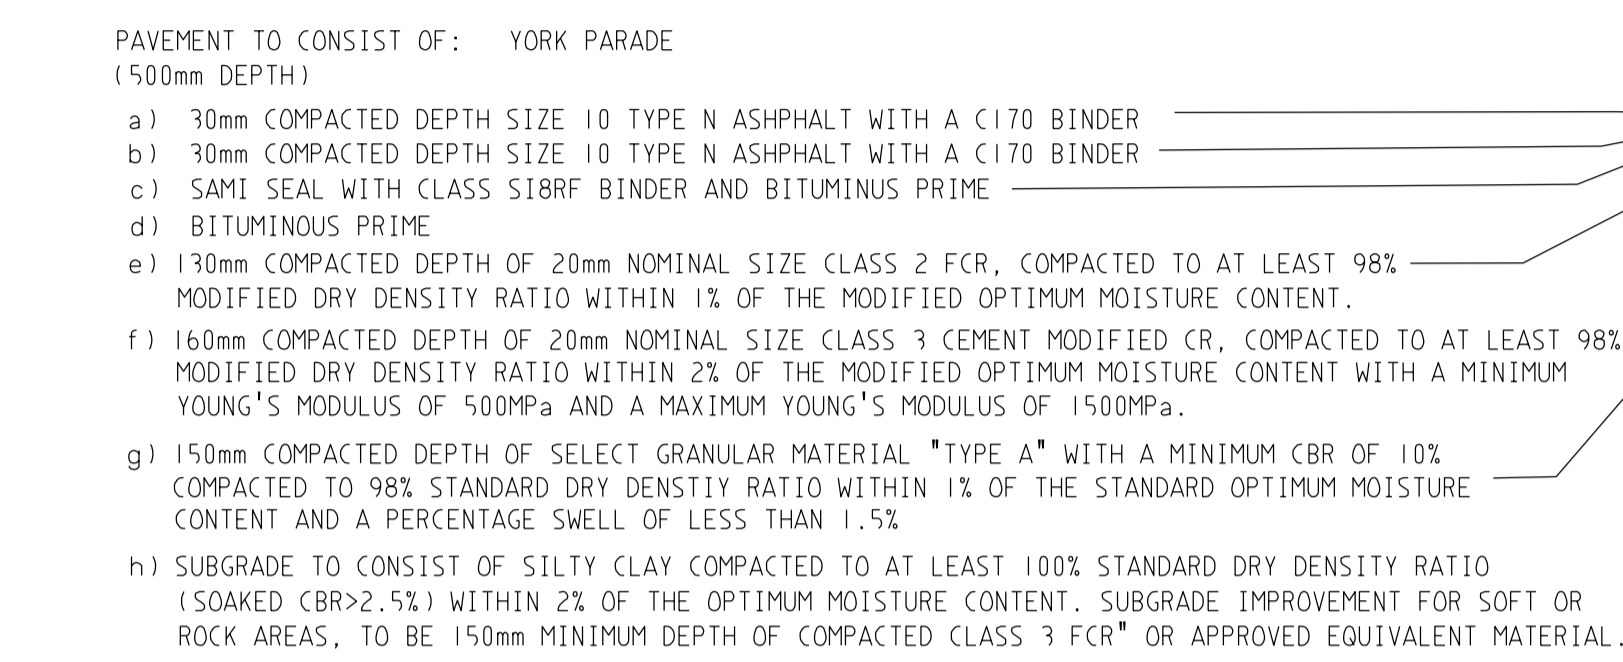 PAVEMENT TO CONSIST OF: YORK PARADE
(500mm DEPTH)
a) 30mm COMPACTED DEPTH SIZE 10 TYPE N ASHPHALT WITH A C170 BINDER
b) 30mm COMPACTED DEPTH SIZE 10 TYPE N ASHPHALT WITH A C170 BINDER
c) SAMI SEAL WITH CLASS S18RF BINDER AND BITUMINUS PRIME
d) BITUMINOUS PRIME
e) 130mm COMPACTED DEPTH OF 20mm NOMINAL SIZE CLASS 2 FCR, COMPACTED TO AT LEAST 98%
MODIFIED DRY DENSITY RATIO WITHIN 1% OF THE MODIFIED OPTIMUM MOISTURE CONTENT.
f) 160mm COMPACTED DEPTH OF 20mm NOMINAL SIZE CLASS 3 CEMENT MODIFIED CR, COMPACTED TO AT LEAST 98%
MODIFIED DRY DENSITY RATIO WITHIN 2% OF THE MODIFIED OPTIMUM MOISTURE CONTENT WITH A MINIMUM
YOUNG'S MODULUS OF 500MPa AND A MAXIMUM YOUNG'S MODULUS OF 1500MPa.
g) 150mm COMPACTED DEPTH OF SELECT GRANULAR MATERIAL "TYPE A" WITH A MINIMUM CBR OF 10%
COMPACTED TO 98% STANDARD DRY DENSTIY RATIO WITHIN 1% OF THE STANDARD OPTIMUM MOISTURE
CONTENT AND A PERCENTAGE SWELL OF LESS THAN 1.5%
h) SUBGRADE TO CONSIST OF SILTY CLAY COMPACTED TO AT LEAST 100% STANDARD DRY DENSITY RATIO
(SOAKED CBR>2.5%) WITHIN 2% OF THE OPTIMUM MOISTURE CONTENT. SUBGRADE IMPROVEMENT FOR SOFT OR
ROCK AREAS, TO BE 150mm MINIMUM DEPTH OF COMPACTED CLASS 3 FCR" OR APPROVED EQUIVALENT MATERIAL.